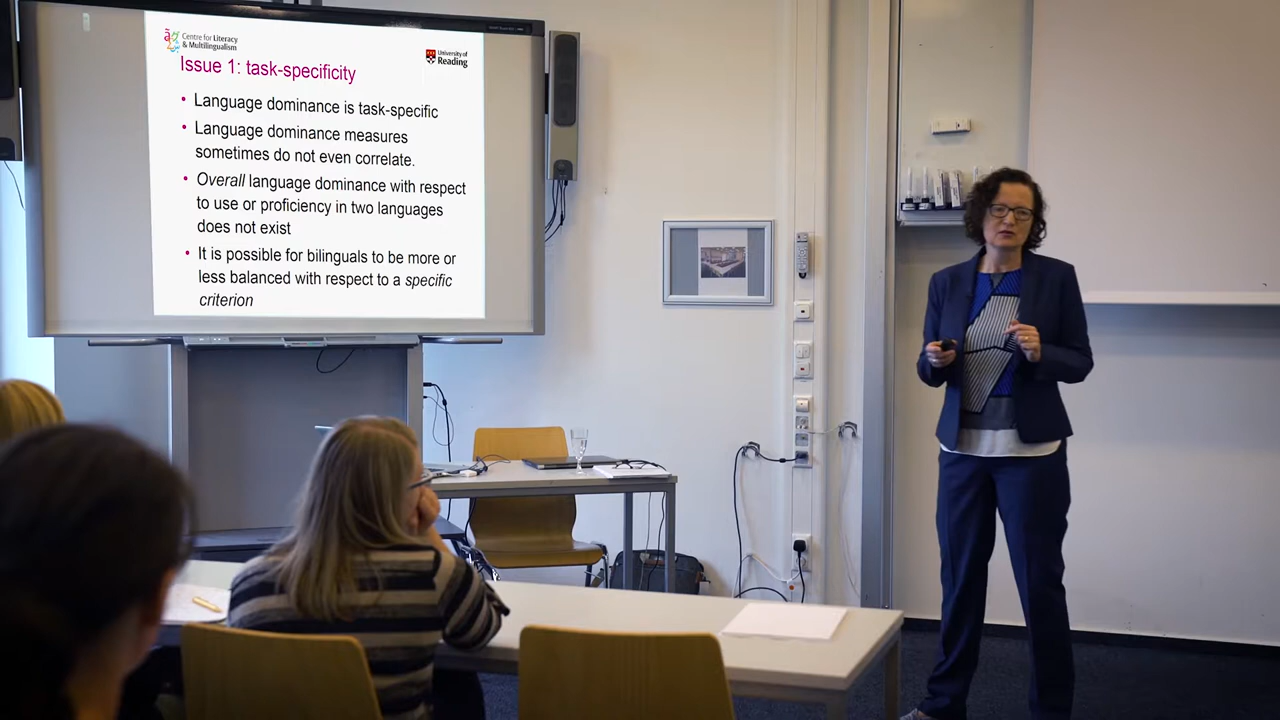 Centre for Literacy
& Multilingualism
University of
Reading
Issue 1: task-specificity
• Language dominance is task-specific
• Language dominance measures
sometimes do not even correlate.
• Overall language dominance with respect
to use or proficiency in two languages
does not exist
• It is possible for bilinguals to be more or
less balanced with respect to a specific
criterion